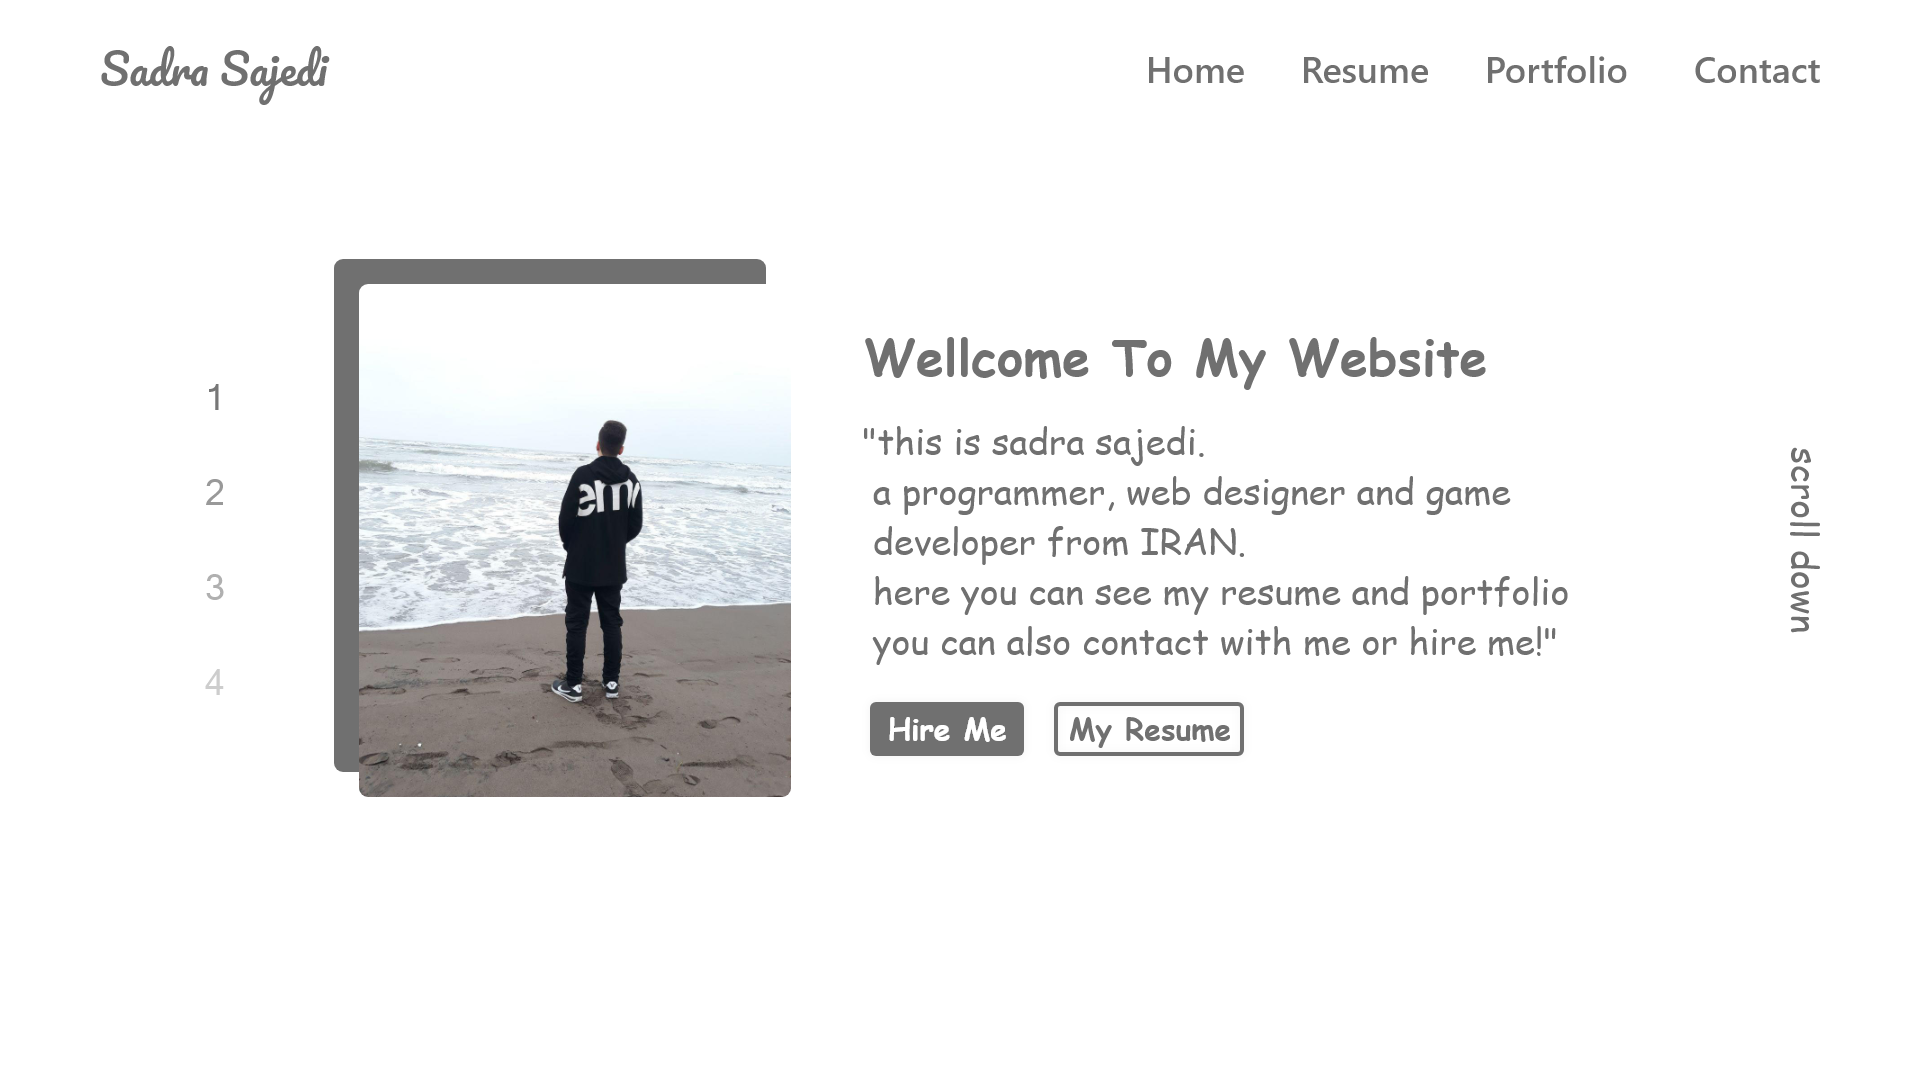 Sadra Sajedi
Home Resume Portfolio Contact
1
2
3
4
Wellcome To My Website
"this is sadra sajedi.
a programmer, web designer and game
developer from IRAN.
here you can see my resume and portfolio
you can also contact with me or hire me!"
Hire Me
My Resume
scroll down